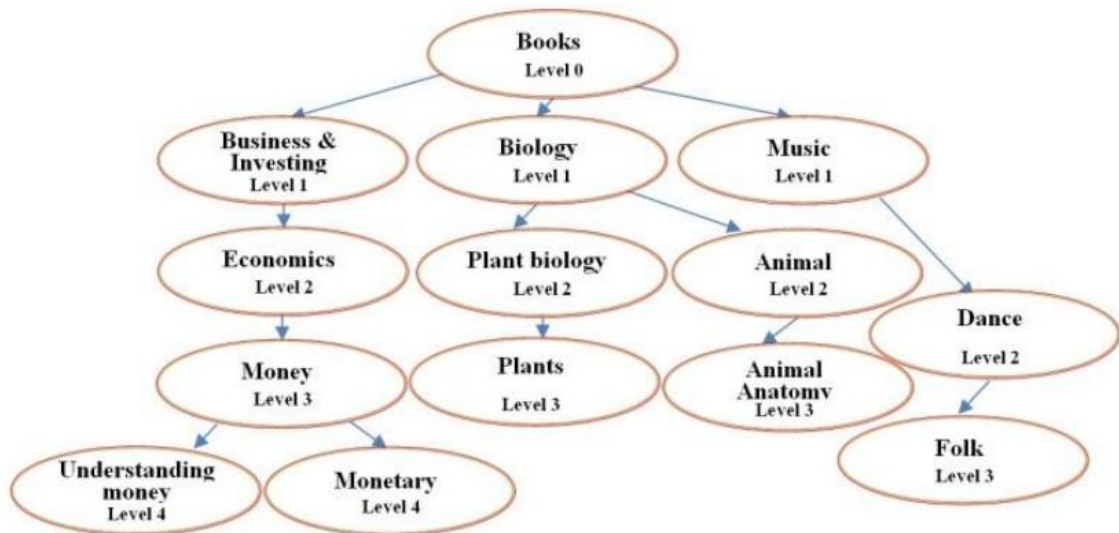 Books
Level 0
Business &
Investing
Level 1
Biology
Level 1
Music
Level 1
Economics
Level 2
Plant biology
Level 2
Animal
Level 2
Dance
Level 2
Money
Level 3
Plants
Level 3
Animal
Anatomy
Level 3
Folk
Level 3
Understanding
money
Level 4
Monetary
Level 4